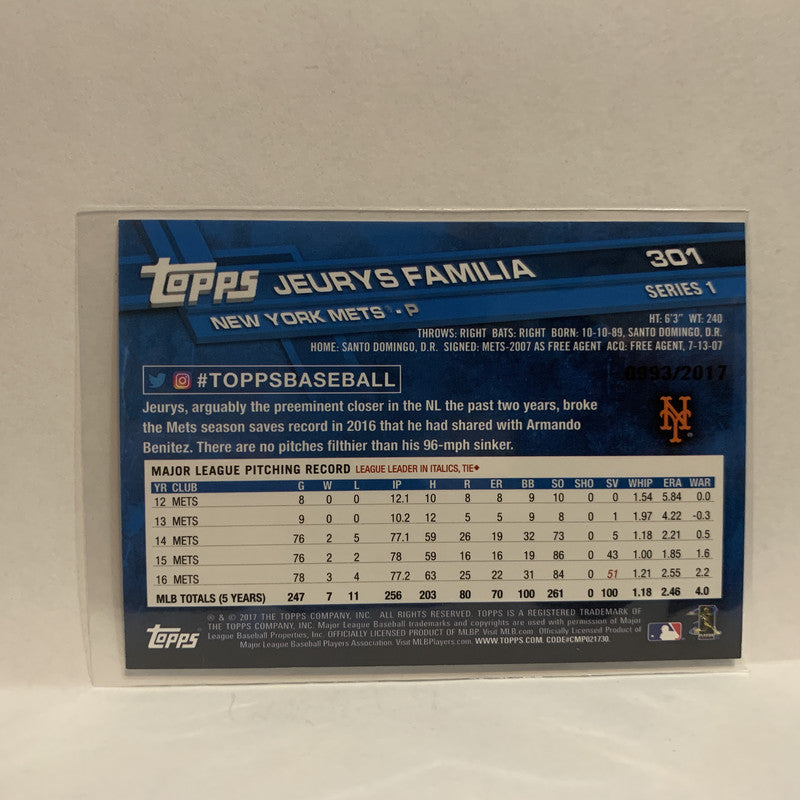 TOPPS JEURYS FAMILIA 301
NEW YORK METS - P SERIES 1
HT: 6'3" WT: 240
THROWS: RIGHT BATS: RIGHT BORN: 10-10-89, SANTO DOMINGO, D.R.
HOME: SANTO DOMINGO, D.R. SIGNED: METS-2007 AS FREE AGENT ACQ: FREE AGENT, 7-13-07
#TOPPSBASEBALL 0993/2017
Jeurys, arguably the preeminent closer in the NL the past two years, broke
the Mets season saves record in 2016 that he had shared with Armando
Benitez. There are no pitches filthier than his 96-mph sinker.
NY
MAJOR LEAGUE PITCHING RECORD LEAGUE LEADER IN ITALICS, TIE♦
YR CLUB G W L IP H R ER BB SO SHO SV WHIP ERA WAR
12 METS 8 0 0 12.1 10 8 8 9 10 0 0 1.54 5.84 0.0
13 METS 9 0 0 10.2 12 5 5 9 8 0 1 1.97 4.22 -0.3
14 METS 76 2 5 77.1 59 26 19 32 73 0 5 1.18 2.21 0.5
15 METS 76 2 2 78 59 16 16 19 86 0 43 1.00 1.85 1.6
16 METS 78 3 4 77.2 63 25 22 31 84 0 51 1.21 2.55 2.2
MLB TOTALS (5 YEARS) 247 7 11 256 203 80 70 100 261 0 100 1.18 2.46 4.0
® & © 2017 THE TOPPS COMPANY, INC. ALL RIGHTS RESERVED. TOPPS IS A REGISTERED TRADEMARK OF
THE TOPPS COMPANY, INC. Major League Baseball trademarks and copyrights are used with permission of Major
League Baseball Properties, Inc. OFFICIALLY LICENSED PRODUCT OF MLBP. Visit MLB.com. Officially Licensed Product of
Major League Baseball Players Association. Visit MLBPlayers.com. WWW.TOPPS.COM. CODE#CMP021730.
TOPPS